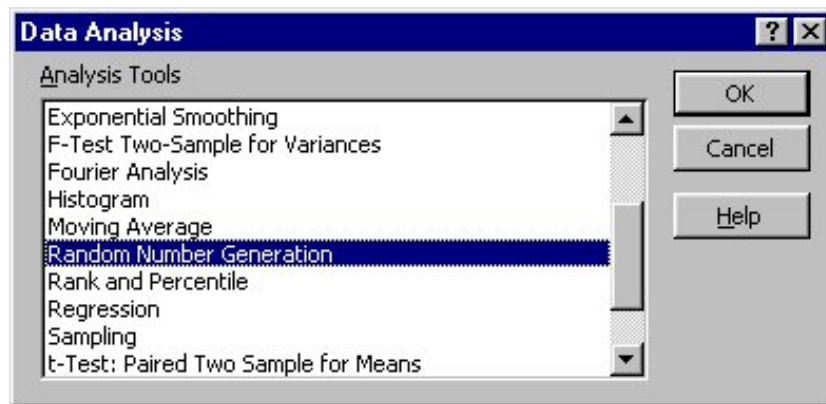 Data Analysis
Analysis Tools
Exponential Smoothing
F-Test Two-Sample for Variances
Fourier Analysis
Histogram
Moving Average
Random Number Generation
Rank and Percentile
Regression
Sampling
t-Test: Paired Two Sample for Means
OK
Cancel
Help